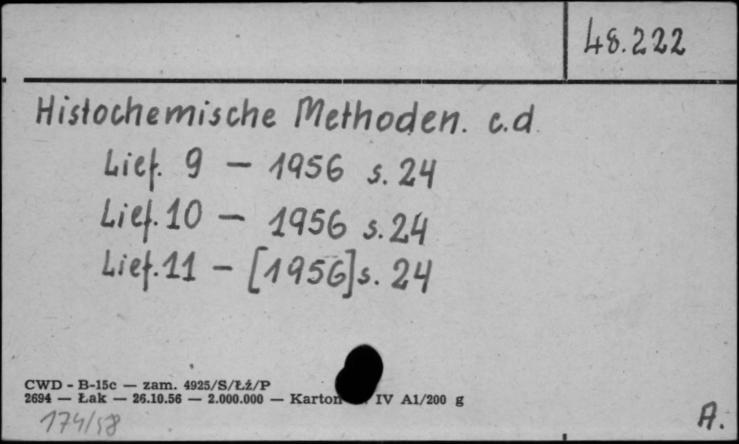 48.222
Histochemische Methoden. c.d.
Lief. 9 — 1956 s. 24
Lief. 10 — 1956 s. 24
Lief. 11 — [1956] s. 24
CWD - B-15c — zam. 4925/S/Łź/P
2694 — Łak — 26.10.56 — 2.000.000 — Karton IV A1/200 g
174/58
A.